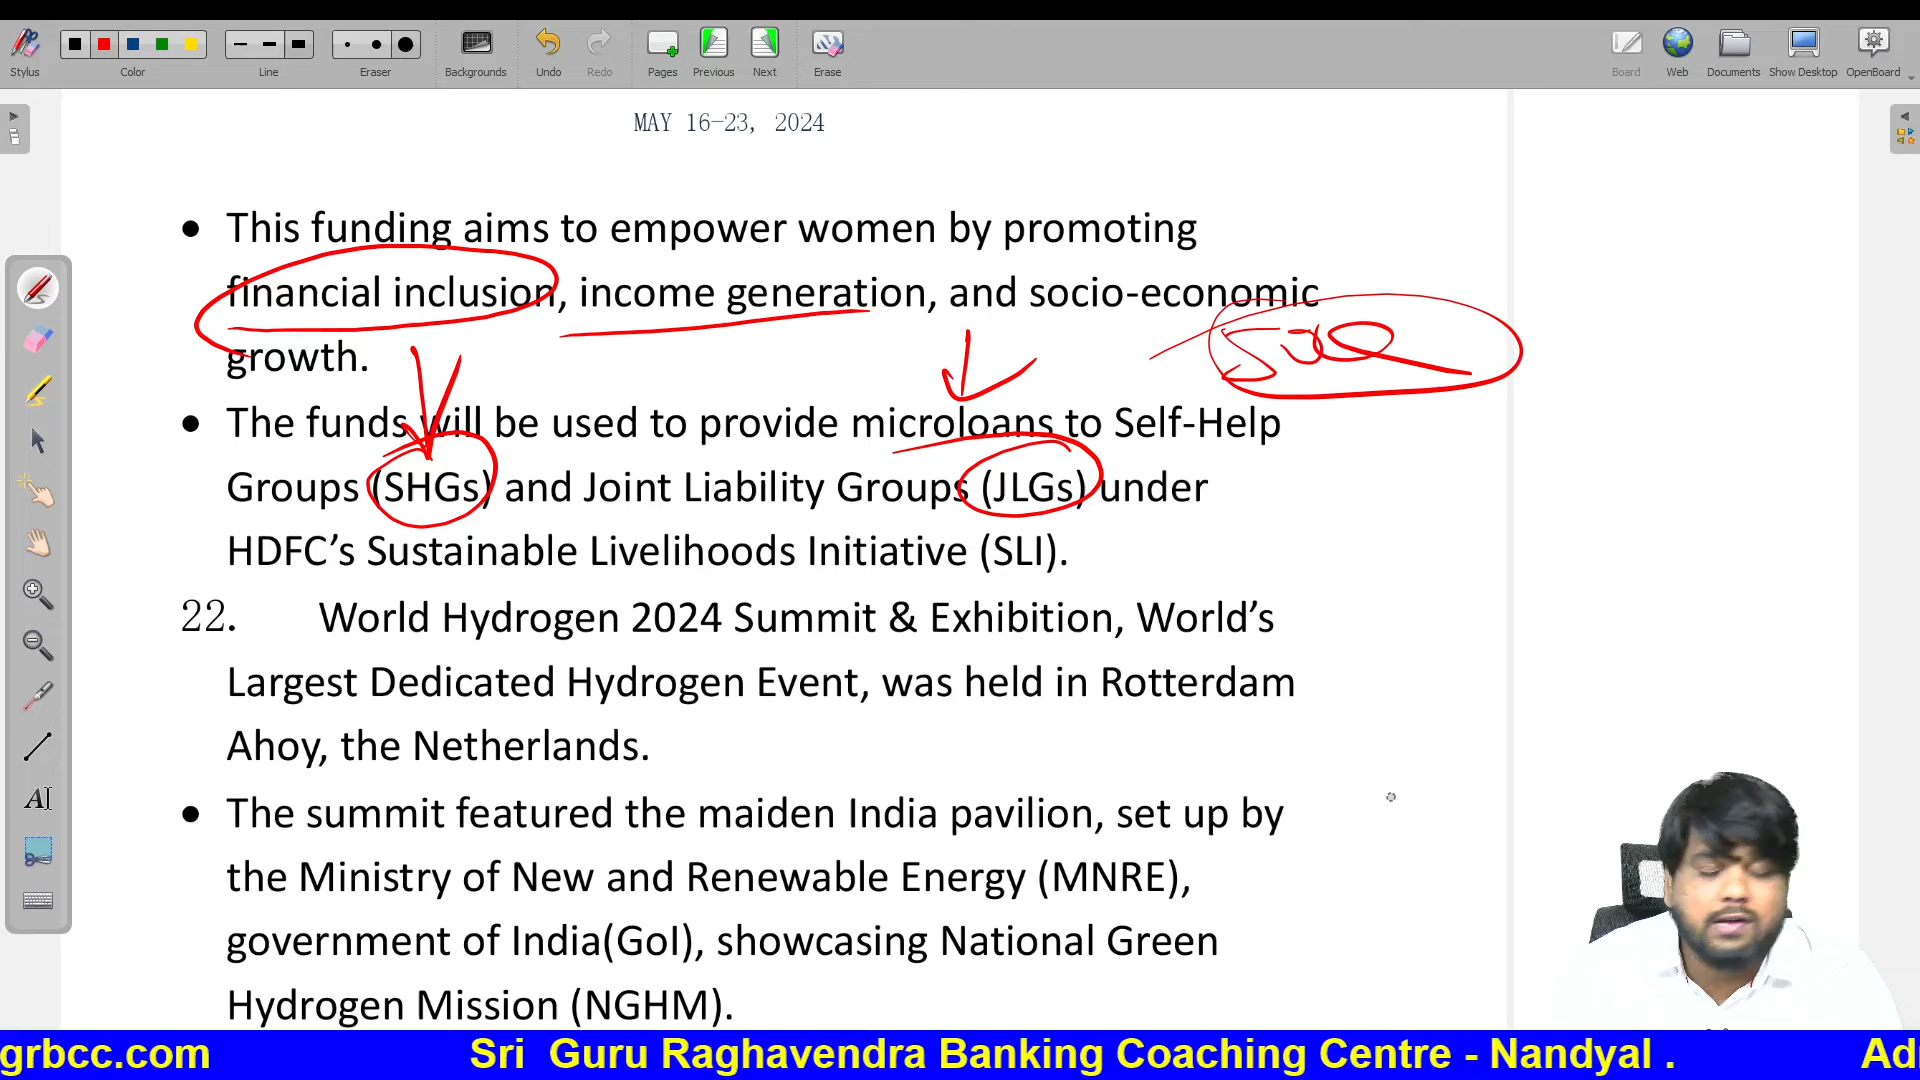 Stylus
Color
Line
Eraser
Backgrounds
Undo
Redo
Pages
Previous
Next
Erase
Board
Web
Documents
Show Desktop
OpenBoard
MAY 16-23, 2024
• This funding aims to empower women by promoting
financial inclusion, income generation, and socio-economic
growth.
• The funds will be used to provide microloans to Self-Help
Groups (SHGs) and Joint Liability Groups (JLGs) under
HDFC’s Sustainable Livelihoods Initiative (SLI).
22. World Hydrogen 2024 Summit & Exhibition, World’s
Largest Dedicated Hydrogen Event, was held in Rotterdam
Ahoy, the Netherlands.
• The summit featured the maiden India pavilion, set up by
the Ministry of New and Renewable Energy (MNRE),
government of India(GoI), showcasing National Green
Hydrogen Mission (NGHM).
grbcc.com Sri Guru Raghavendra Banking Coaching Centre - Nandyal .